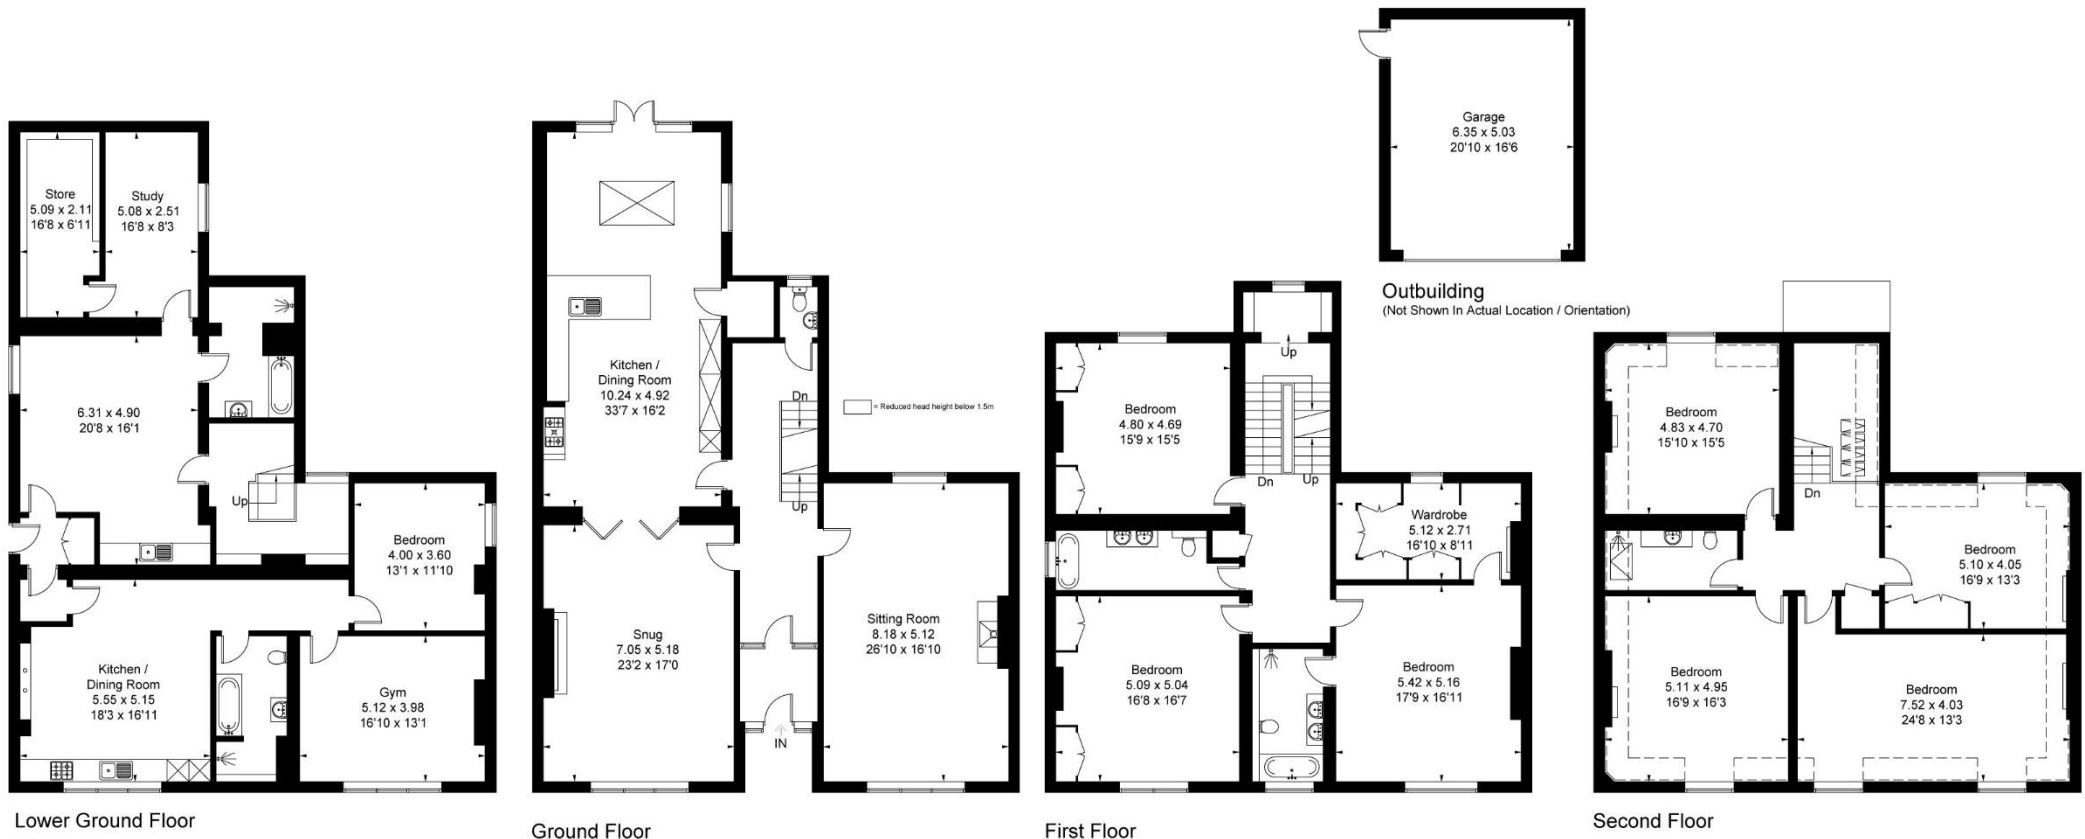 Store
5.09 x 2.11
16'8 x 6'11
Study
5.08 x 2.51
16'8 x 8'3
6.31 x 4.90
20'8 x 16'1
Up
Bedroom
4.00 x 3.60
13'1 x 11'10
Kitchen /
Dining Room
5.55 x 5.15
18'3 x 16'11
Gym
5.12 x 3.98
16'10 x 13'1
Lower Ground Floor
Kitchen /
Dining Room
10.24 x 4.92
33'7 x 16'2
Dn
Up
= Reduced head height below 1.5m
Snug
7.05 x 5.18
23'2 x 17'0
Sitting Room
8.18 x 5.12
26'10 x 16'10
IN
Ground Floor
Garage
6.35 x 5.03
20'10 x 16'6
Outbuilding
(Not Shown In Actual Location / Orientation)
Up
Bedroom
4.80 x 4.69
15'9 x 15'5
Dn
Up
Wardrobe
5.12 x 2.71
16'10 x 8'11
Bedroom
5.09 x 5.04
16'8 x 16'7
Bedroom
5.42 x 5.16
17'9 x 16'11
First Floor
Bedroom
4.83 x 4.70
15'10 x 15'5
Dn
Bedroom
5.10 x 4.05
16'9 x 13'3
Bedroom
5.11 x 4.95
16'9 x 16'3
Bedroom
7.52 x 4.03
24'8 x 13'3
Second Floor